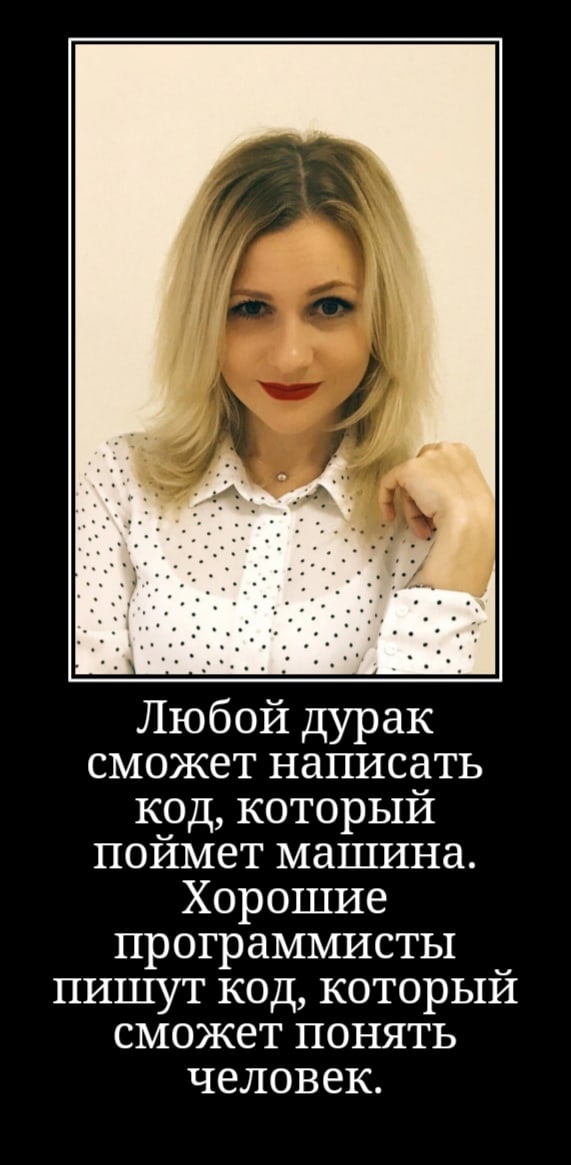 Любой дурак
сможет написать
код, который
поймет машина.
Хорошие
программисты
пишут код, который
сможет понять
человек.